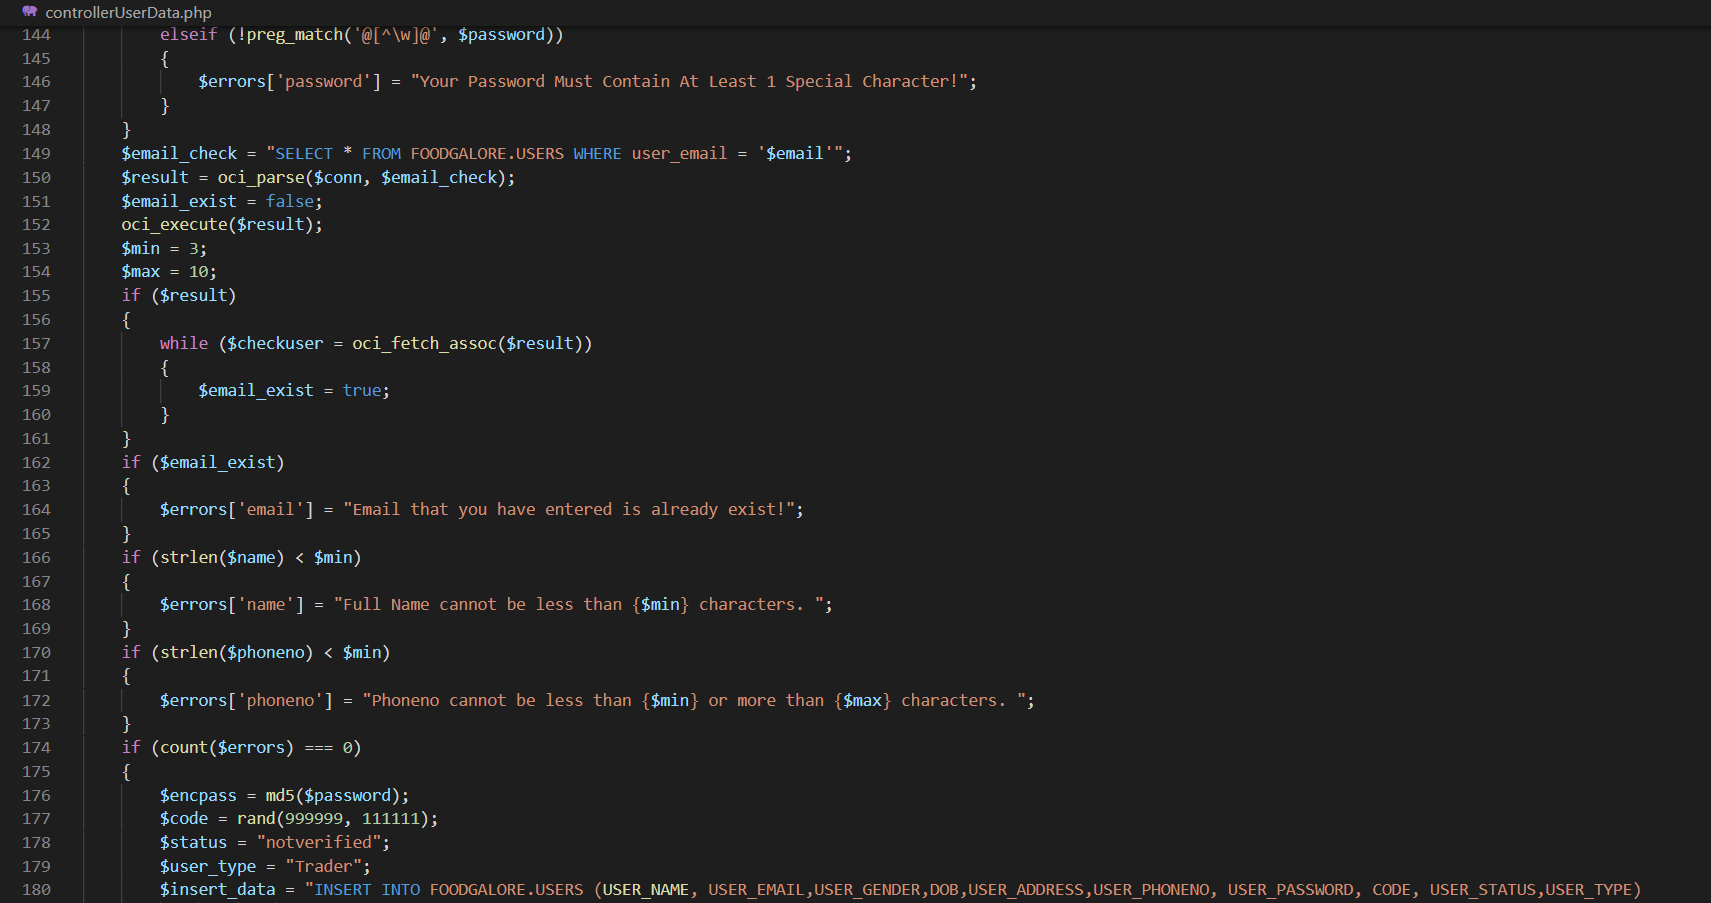 controllerUserData.php
144 elseif (!preg_match('@[^\w]@', $password))
145 {
146 $errors['password'] = "Your Password Must Contain At Least 1 Special Character!";
147 }
148 }
149 $email_check = "SELECT * FROM FOODGALORE.USERS WHERE user_email = '$email'";
150 $result = oci_parse($conn, $email_check);
151 $email_exist = false;
152 oci_execute($result);
153 $min = 3;
154 $max = 10;
155 if ($result)
156 {
157 while ($checkuser = oci_fetch_assoc($result))
158 {
159 $email_exist = true;
160 }
161 }
162 if ($email_exist)
163 {
164 $errors['email'] = "Email that you have entered is already exist!";
165 }
166 if (strlen($name) < $min)
167 {
168 $errors['name'] = "Full Name cannot be less than {$min} characters. ";
169 }
170 if (strlen($phoneno) < $min)
171 {
172 $errors['phoneno'] = "Phoneno cannot be less than {$min} or more than {$max} characters. ";
173 }
174 if (count($errors) === 0)
175 {
176 $encpass = md5($password);
177 $code = rand(999999, 111111);
178 $status = "notverified";
179 $user_type = "Trader";
180 $insert_data = "INSERT INTO FOODGALORE.USERS (USER_NAME, USER_EMAIL,USER_GENDER,DOB,USER_ADDRESS,USER_PHONENO, USER_PASSWORD, CODE, USER_STATUS,USER_TYPE)